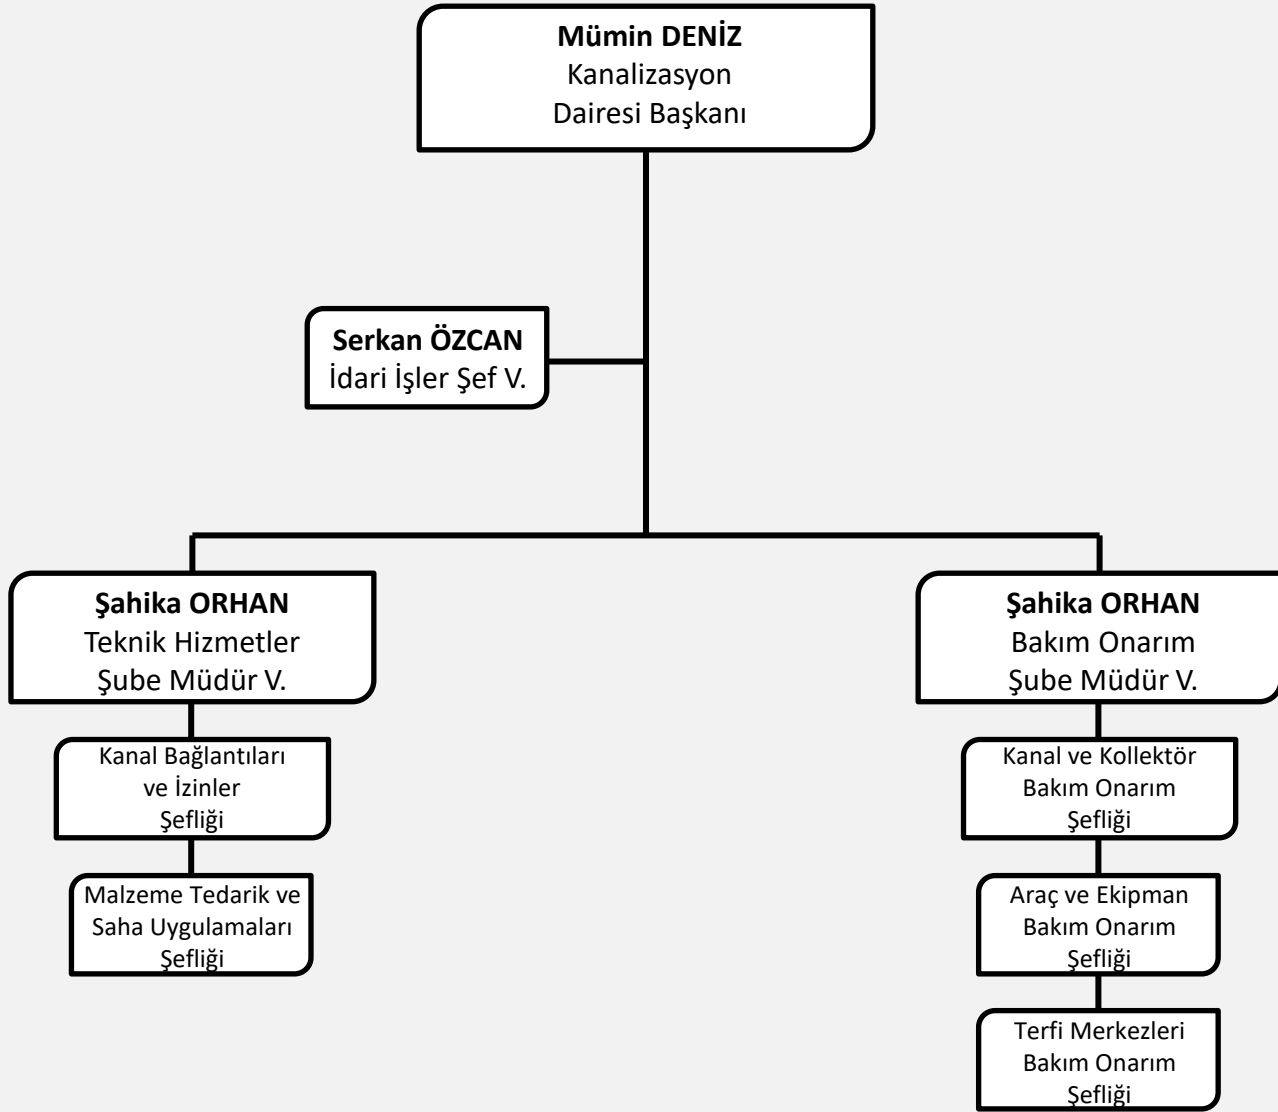 Mümin DENİZ
Kanalizasyon
Dairesi Başkanı
Serkan ÖZCAN
İdari İşler Şef V.
Şahika ORHAN
Teknik Hizmetler
Şube Müdür V.
Kanal Bağlantıları
ve İzinler
Şefliği
Malzeme Tedarik ve
Saha Uygulamaları
Şefliği
Şahika ORHAN
Bakım Onarım
Şube Müdür V.
Kanal ve Kollektör
Bakım Onarım
Şefliği
Araç ve Ekipman
Bakım Onarım
Şefliği
Terfi Merkezleri
Bakım Onarım
Şefliği